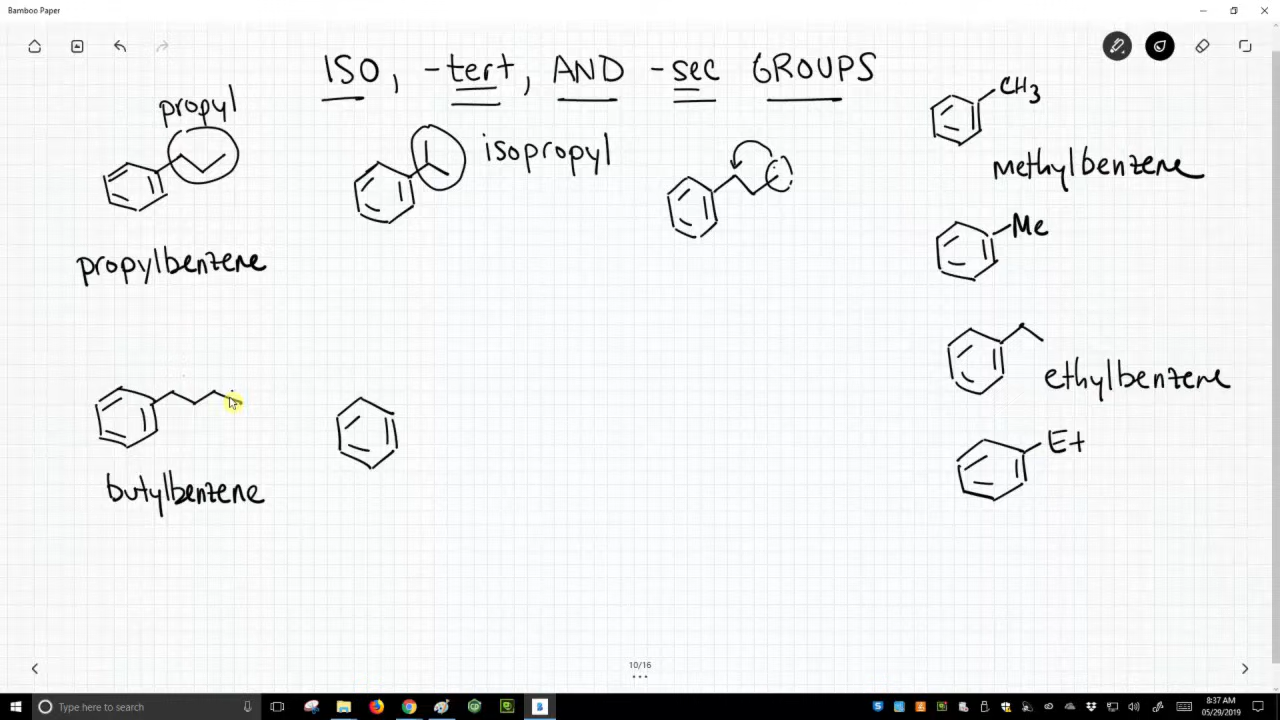 Bamboo Paper
ISO, -tert, AND -sec GROUPS
propyl
isopropyl
propylbenzene
CH3
methylbenzene
Me
ethylbenzene
Et
butylbenzene
10/16
Type here to search
8:37 AM
05/29/2019